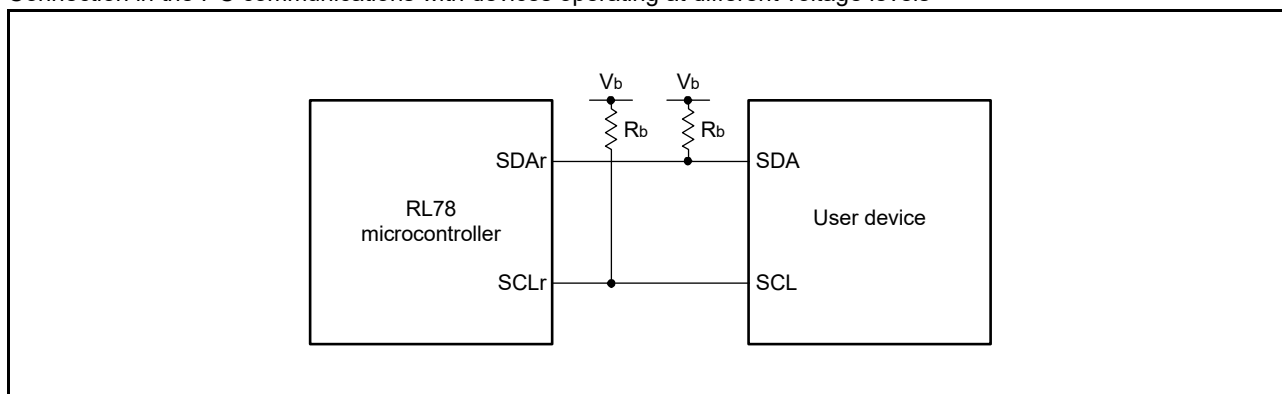 Connection in the communications with devices operating at different voltage levels
Vb Vb
Rb Rb
SDAr SDA
RL78
microcontroller
User device
SCLr SCL